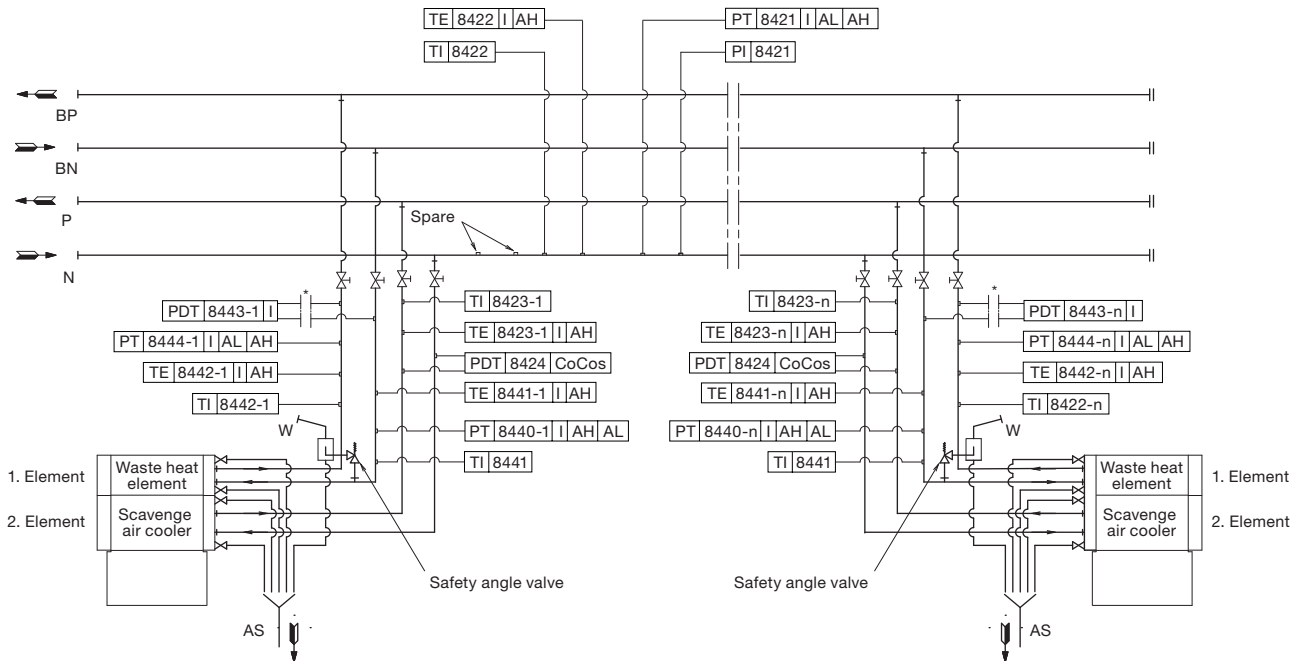 TE 8422 I AH
TI 8422
PT 8421 I AL AH
PI 8421
BP
BN
P
N
Spare
PDT 8443-1 I
*
PT 8444-1 I AL AH
TE 8442-1 I AH
TI 8442-1
W
TI 8423-1
TE 8423-1 I AH
PDT 8424 CoCos
TE 8441-1 I AH
PT 8440-1 I AH AL
TI 8441
TI 8423-n
TE 8423-n I AH
PDT 8424 CoCos
TE 8441-n I AH
PT 8440-n I AH AL
TI 8441
*
PDT 8443-n I
PT 8444-n I AL AH
TE 8442-n I AH
TI 8422-n
W
1. Element
Waste heat
element
2. Element
Scavenge
air cooler
Waste heat
element
1. Element
Scavenge
air cooler
2. Element
Safety angle valve
Safety angle valve
AS
AS